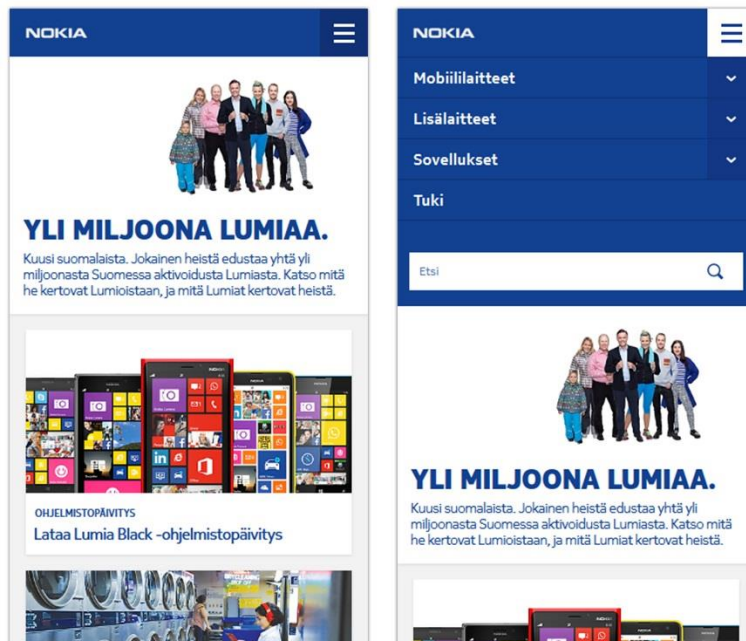 NOKIA
YLI MILJOONA LUMIAA.
Kuusi suomalaista. Jokainen heistä edustaa yhtä yli
miljoonasta Suomessa aktivoidusta Lumiasta. Katso mitä
he kertovat Lumioistaan, ja mitä Lumiat kertovat heistä.
OHJELMISTOPÄIVITYS
Lataa Lumia Black -ohjelmistopäivitys
NOKIA
Mobiililaitteet
Lisälaitteet
Sovellukset
Tuki
Etsi
YLI MILJOONA LUMIAA.
Kuusi suomalaista. Jokainen heistä edustaa yhtä yli
miljoonasta Suomessa aktivoidusta Lumiasta. Katso mitä
he kertovat Lumioistaan, ja mitä Lumiat kertovat heistä.